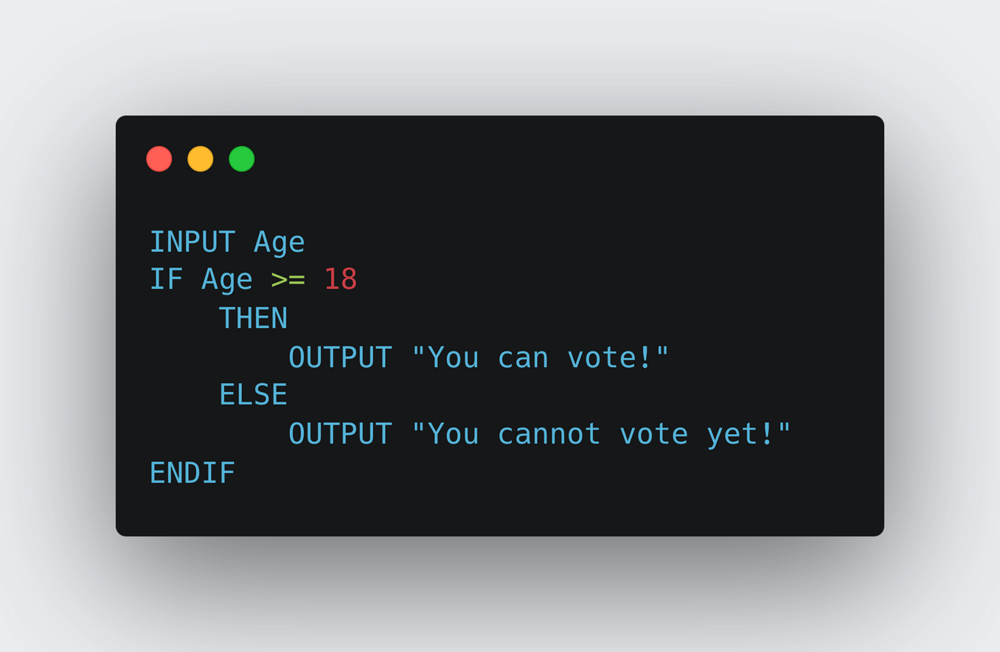 INPUT Age
IF Age >= 18
    THEN
        OUTPUT "You can vote!"
    ELSE
        OUTPUT "You cannot vote yet!"
ENDIF